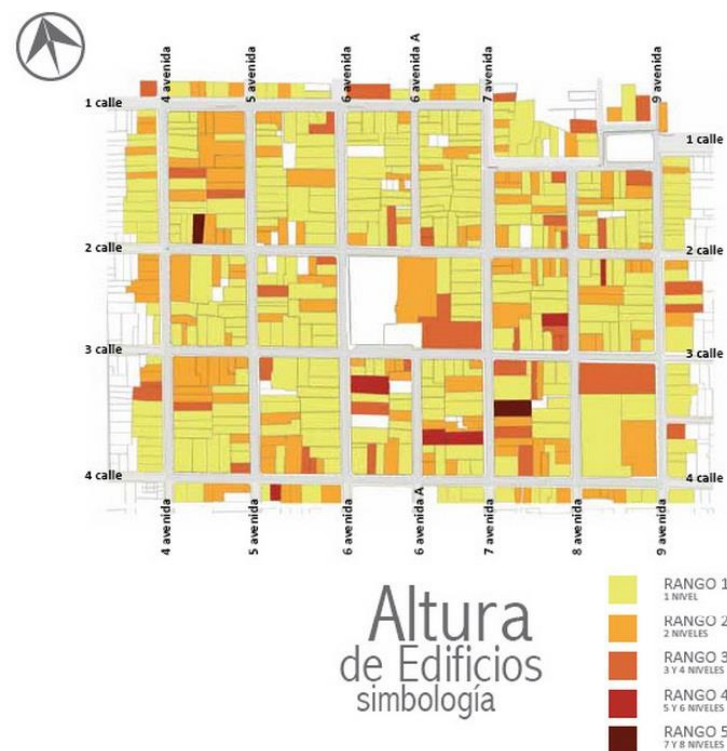 4 avenida
5 avenida
6 avenida
6 avenida A
7 avenida
9 avenida
1 calle
1 calle
2 calle
2 calle
3 calle
3 calle
4 calle
4 calle
4 avenida
5 avenida
6 avenida
6 avenida A
7 avenida
8 avenida
9 avenida
Altura
de Edificios
simbología
RANGO 1
1 NIVEL
RANGO 2
2 NIVELES
RANGO 3
3 Y 4 NIVELES
RANGO 4
5 Y 6 NIVELES
RANGO 5
7 Y 8 NIVELES